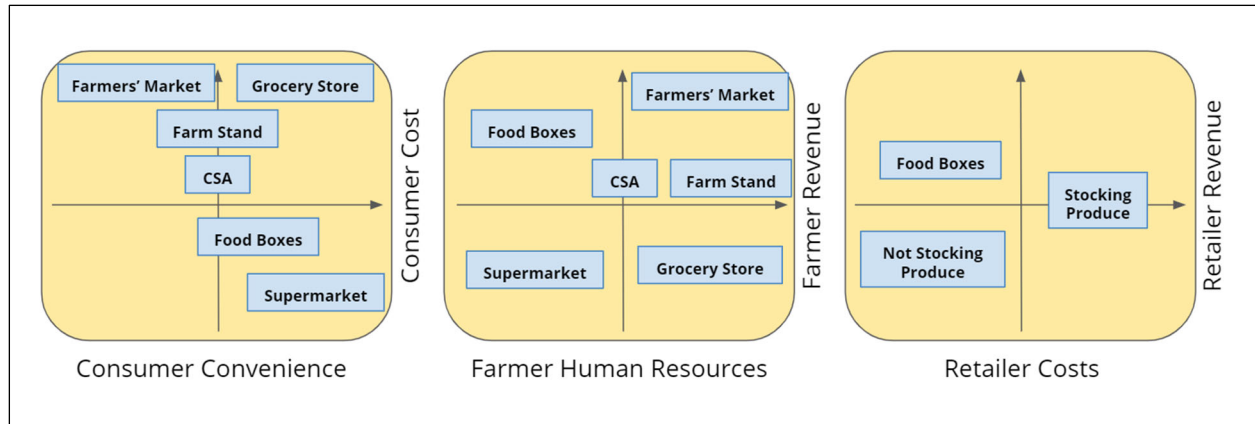 Farmers' Market
Grocery Store
Farm Stand
CSA
Food Boxes
Supermarket
Consumer Cost
Consumer Convenience
Farmers' Market
Food Boxes
CSA
Farm Stand
Supermarket
Grocery Store
Farmer Revenue
Farmer Human Resources
Food Boxes
Stocking
Produce
Not Stocking
Produce
Retailer Revenue
Retailer Costs